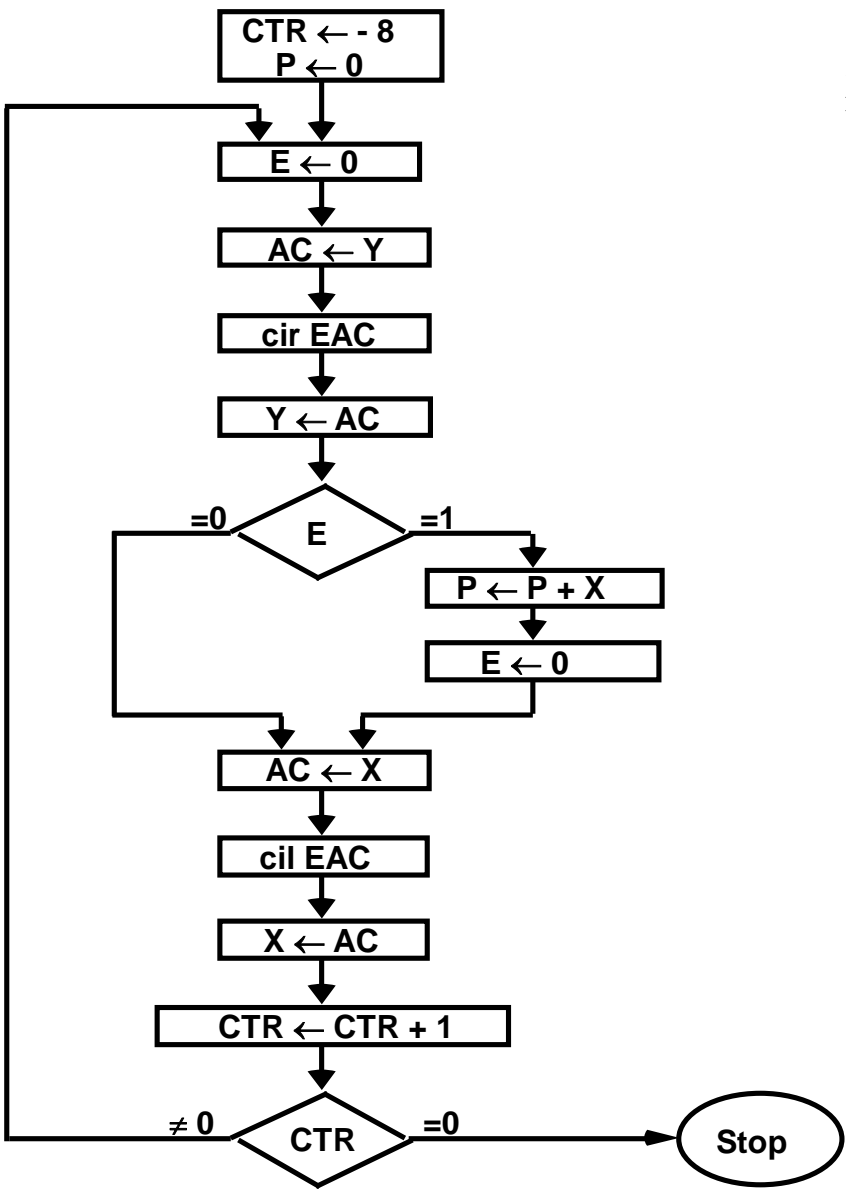 CTR ← - 8
P ← 0
E ← 0
AC ← Y
cir EAC
Y ← AC
=0
E
=1
P ← P + X
E ← 0
AC ← X
cil EAC
X ← AC
CTR ← CTR + 1
≠ 0
CTR
=0
Stop